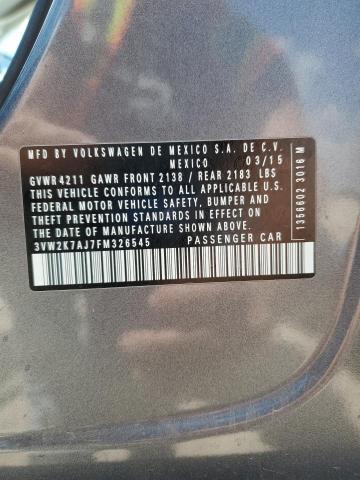 MFD BY VOLKSWAGEN DE MEXICO S.A. DE C.V.
MEXICO 03/15
GVWR 4211 GAWR FRONT 2138 / REAR 2183 LBS
THIS VEHICLE CONFORMS TO ALL APPLICABLE U.S.
FEDERAL MOTOR VEHICLE SAFETY, BUMPER AND
THEFT PREVENTION STANDARDS IN EFFECT ON
THE DATE OF MANUFACTURE SHOWN ABOVE.
3VW2K7AJ7FM326545 PASSENGER CAR
1356602 3016 M